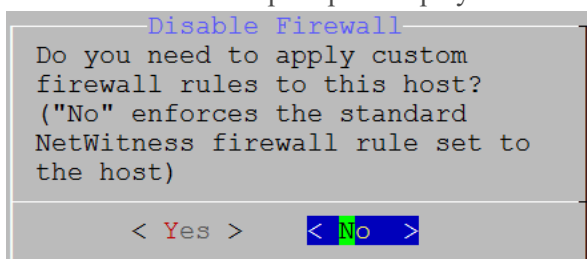 Disable Firewall
Do you need to apply custom
firewall rules to this host?
("No" enforces the standard
NetWitness firewall rule set to
the host)
< Yes > < No >